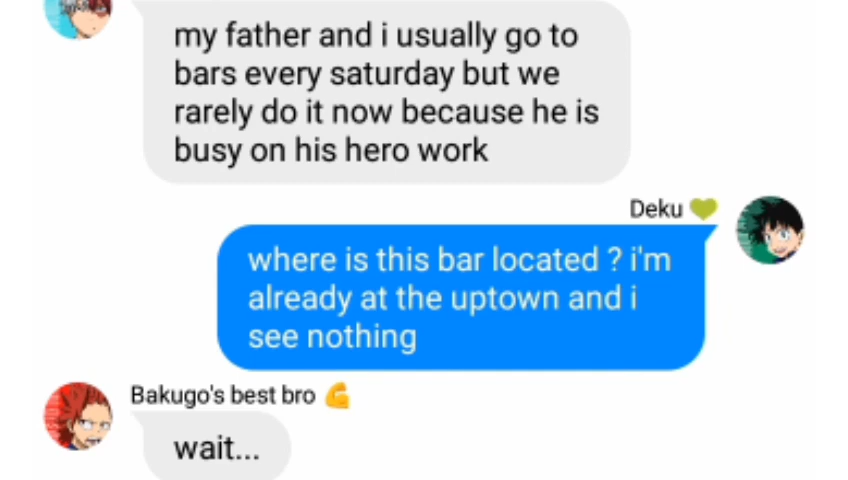 my father and i usually go to
bars every saturday but we
rarely do it now because he is
busy on his hero work
Deku 💚
where is this bar located ? i'm
already at the uptown and i
see nothing
Bakugo's best bro 💪
wait...